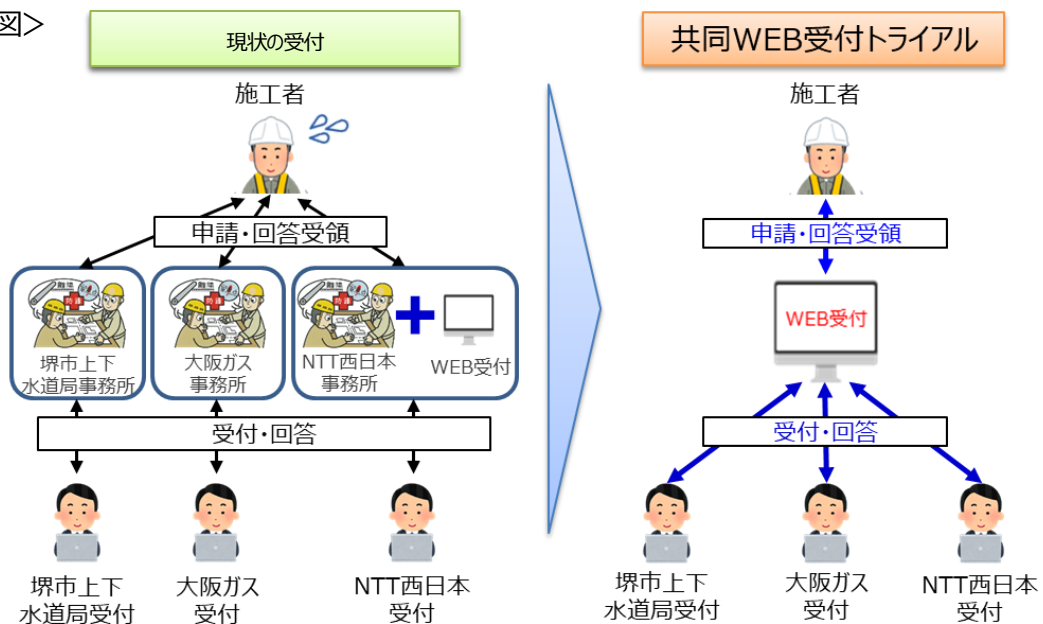 図>
現状の受付
施工者
申請・回答受領
堺市上下
水道局事務所
大阪ガス
事務所
NTT西日本
事務所
WEB受付
受付・回答
堺市上下
水道局受付
大阪ガス
受付
NTT西日本
受付
共同WEB受付トライアル
施工者
申請・回答受領
WEB受付
受付・回答
堺市上下
水道局受付
大阪ガス
受付
NTT西日本
受付